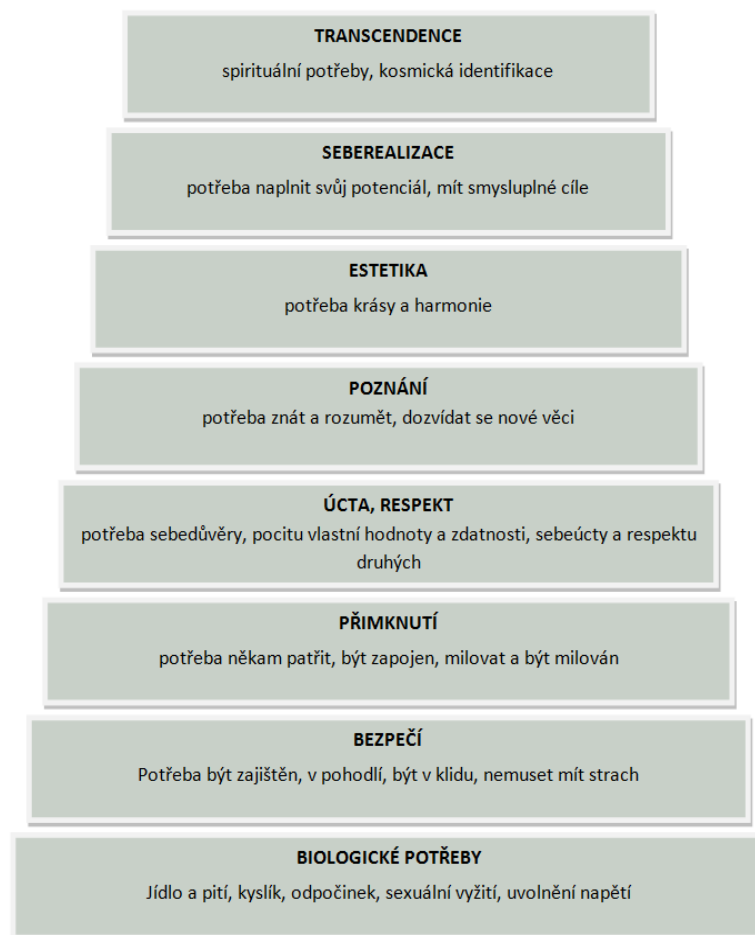 TRANSCENDENCE
spirituální potřeby, kosmická identifikace
SEBEREALIZACE
potřeba naplnit svůj potenciál, mít smysluplné cíle
ESTETIKA
potřeba krásy a harmonie
POZNÁNÍ
potřeba znát a rozumět, dozvídat se nové věci
ÚCTA, RESPEKT
potřeba sebedůvěry, pocitu vlastní hodnoty a zdatnosti, sebeúcty a respektu
druhých
PŘIMKNUTÍ
potřeba někam patřit, být zapojen, milovat a být milován
BEZPEČÍ
Potřeba být zajištěn, v pohodlí, být v klidu, nemuset mít strach
BIOLOGICKÉ POTŘEBY
Jídlo a pití, kyslík, odpočinek, sexuální vyžití, uvolnění napětí